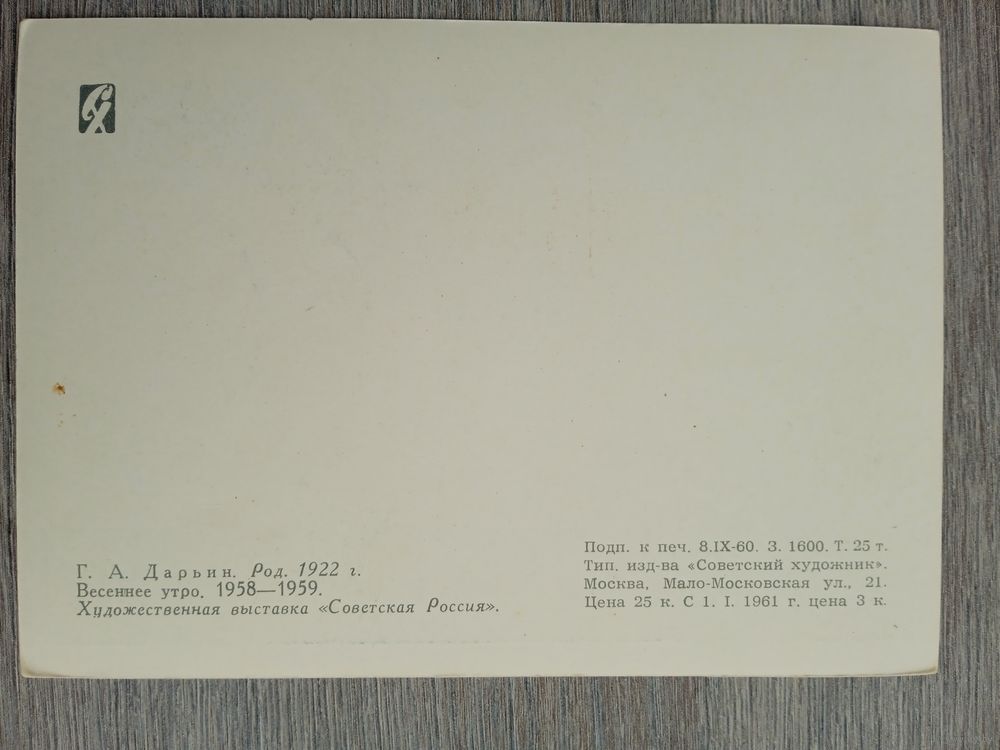 СХ
Г. А. Дарьин. Род. 1922 г.
Весеннее утро. 1958—1959.
Художественная выставка «Советская Россия».
Подп. к печ. 8.IX-60. З. 1600. Т. 25 т.
Тип. изд-ва «Советский художник».
Москва, Мало-Московская ул., 21.
Цена 25 к. С 1. I. 1961 г. цена 3 к.